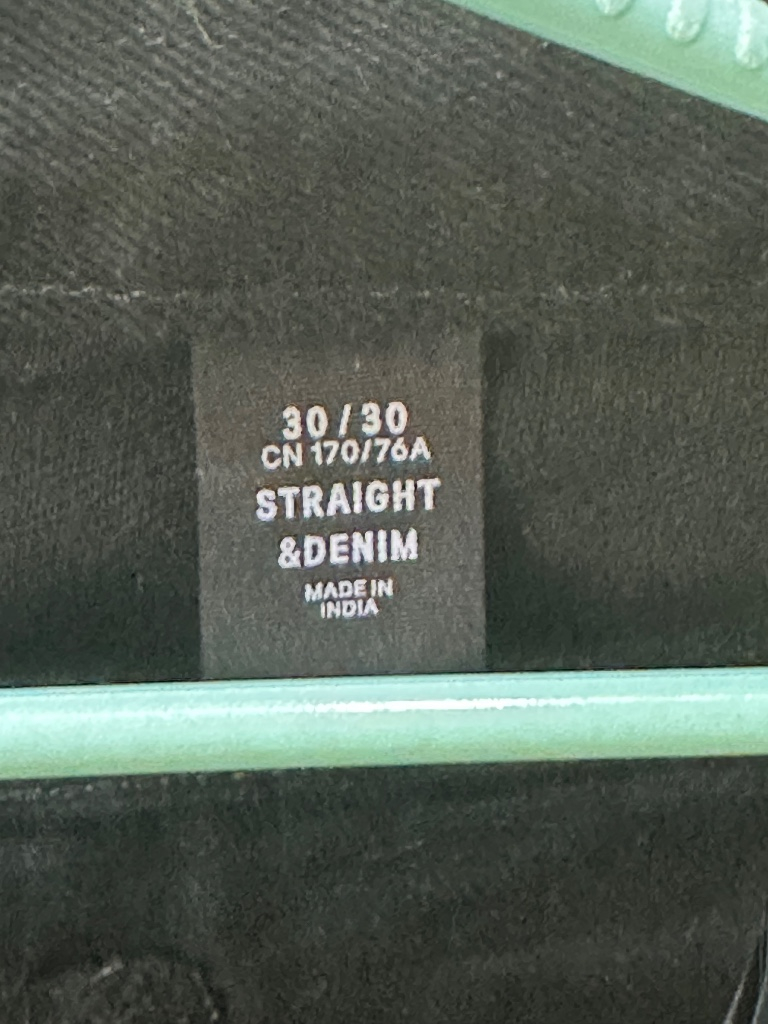 30 / 30
CN 170/76A
STRAIGHT
&DENIM
MADE IN
INDIA